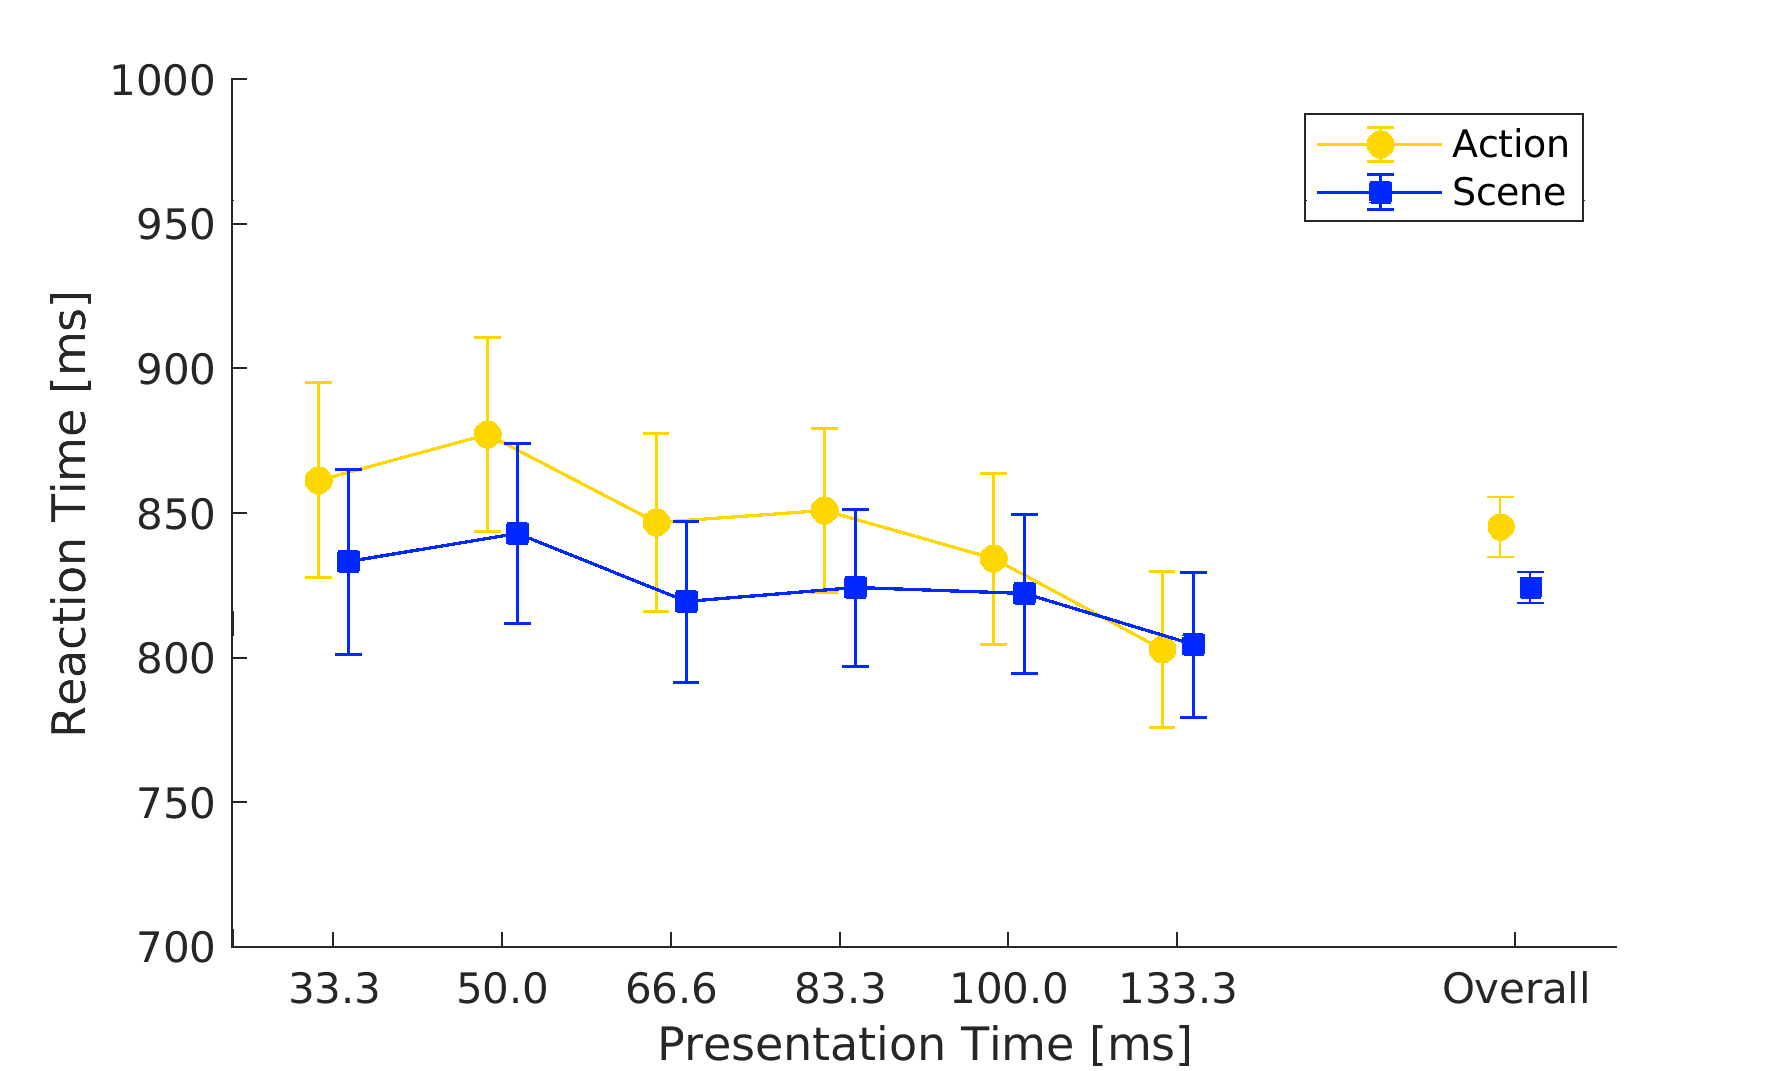 1000
950
900
850
800
750
700
Reaction Time [ms]
Action
Scene
33.3 50.0 66.6 83.3 100.0 133.3 Overall
Presentation Time [ms]